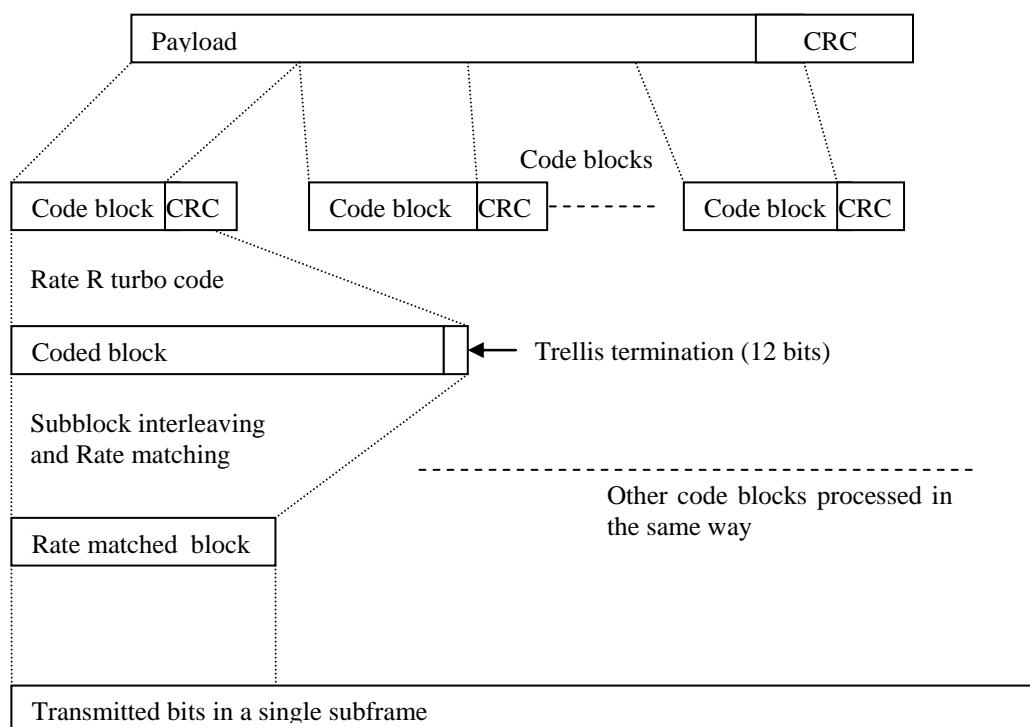 Payload
CRC
Code blocks
Code block
CRC
Code block
CRC
Code block
CRC
Rate R turbo code
Coded block
Trellis termination (12 bits)
Subblock interleaving
and Rate matching
Other code blocks processed in
the same way
Rate matched block
Transmitted bits in a single subframe